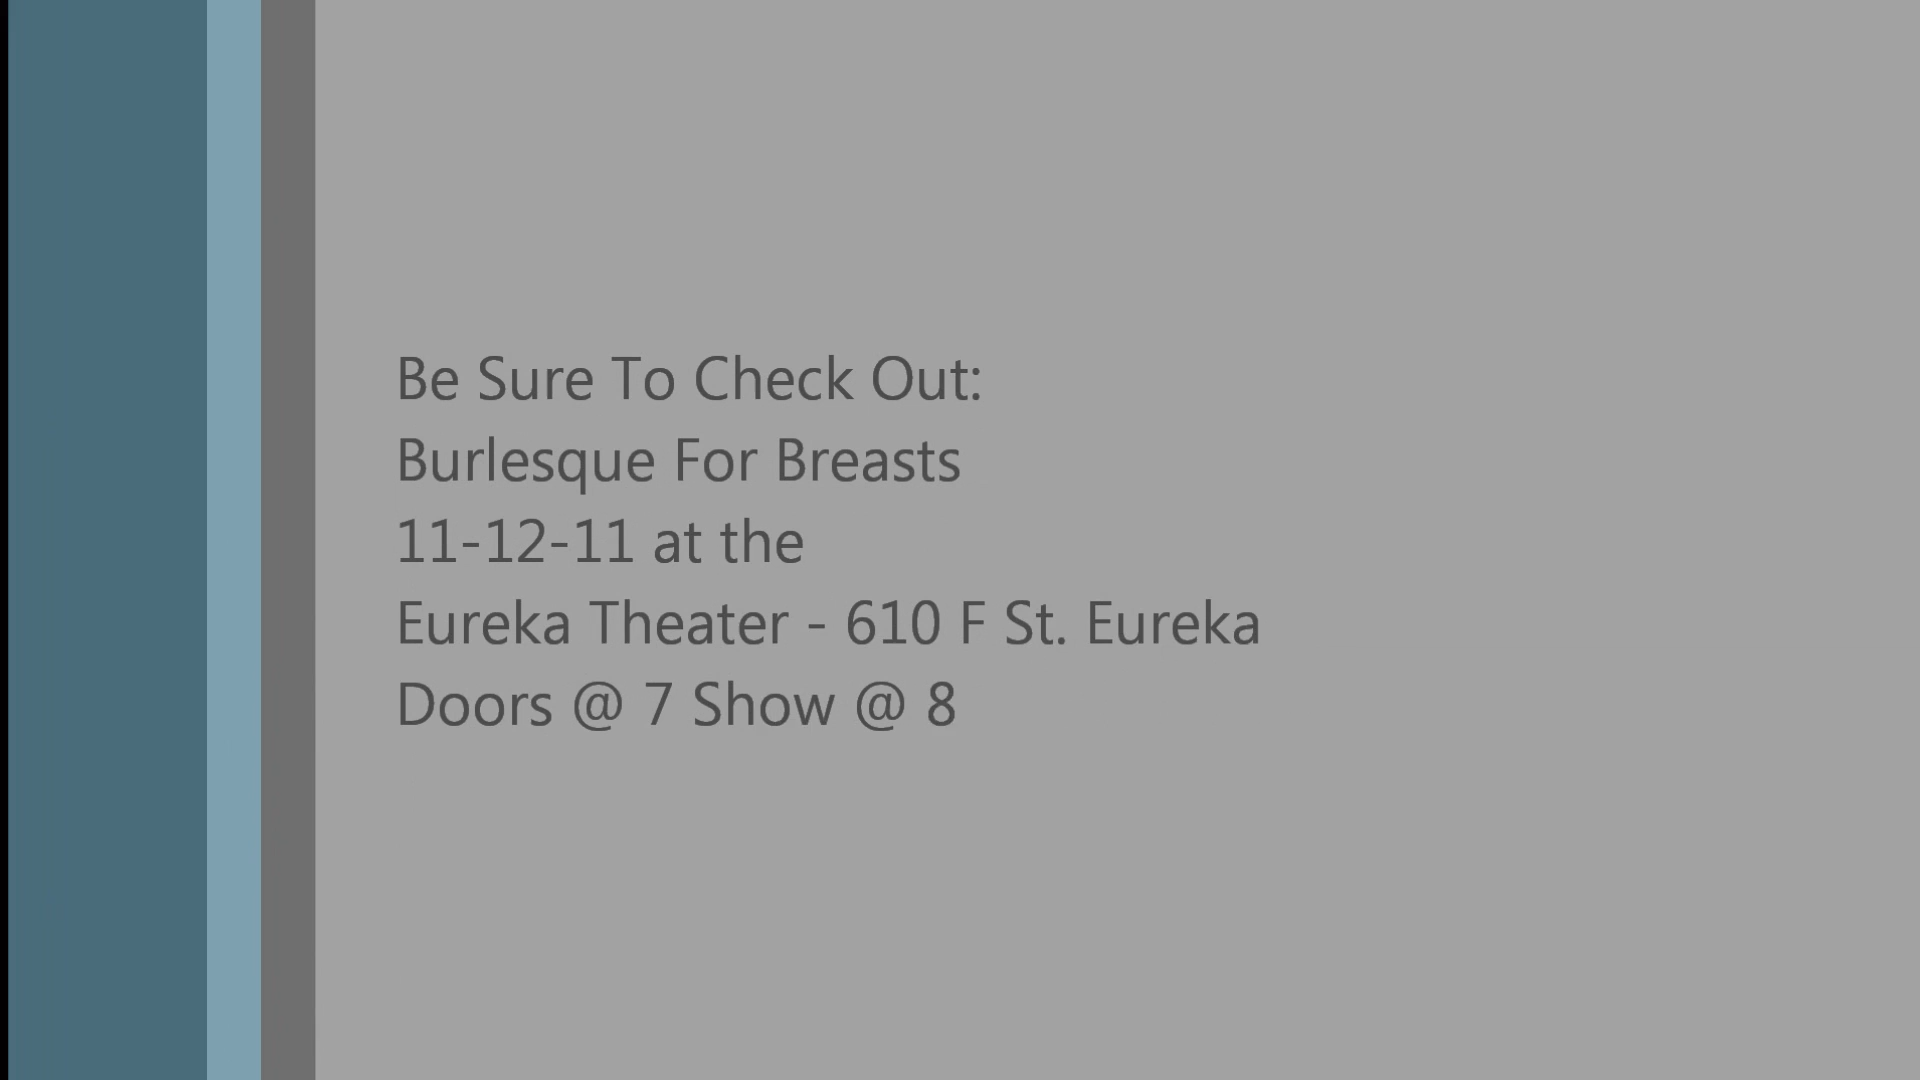 Be Sure To Check Out:
Burlesque For Breasts
11-12-11 at the
Eureka Theater - 610 F St. Eureka
Doors @ 7 Show @ 8